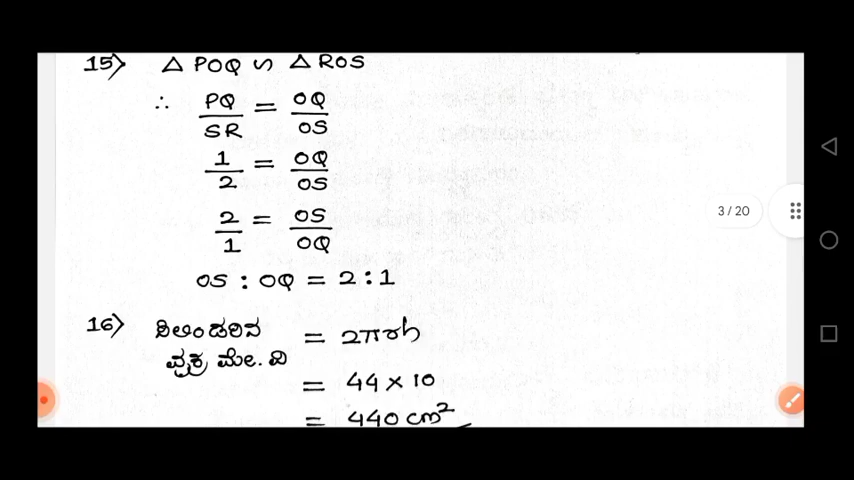 15) △ POQ ∽ △ ROS
∴ PQ/SR = OQ/OS
1/2 = OQ/OS
2/1 = OS/OQ
OS : OQ = 2 : 1
16) ಸಿಲಿಂಡರಿನ
ವಕ್ರ ಮೇ. ವಿ = 2πrh
= 44 × 10
= 440 cm²
3 / 20